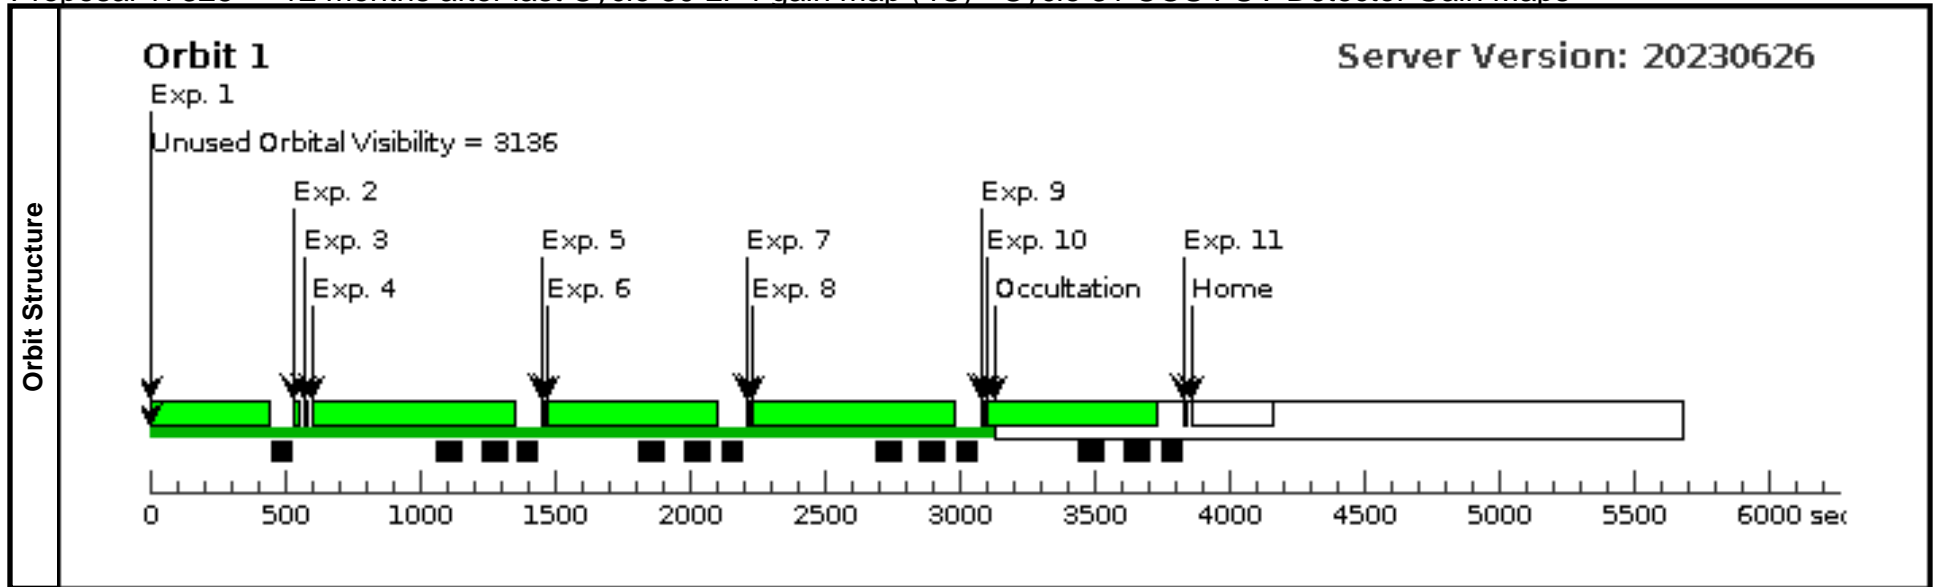 Orbit 1
Server Version: 20230626
Exp. 1
Unused Orbital Visibility = 3136
Exp. 2
Exp. 9
Exp. 3
Exp. 5
Exp. 7
Exp. 10
Exp. 11
Exp. 4
Exp. 6
Exp. 8
Occultation
Home
Orbit Structure
0 500 1000 1500 2000 2500 3000 3500 4000 4500 5000 5500 6000 sec